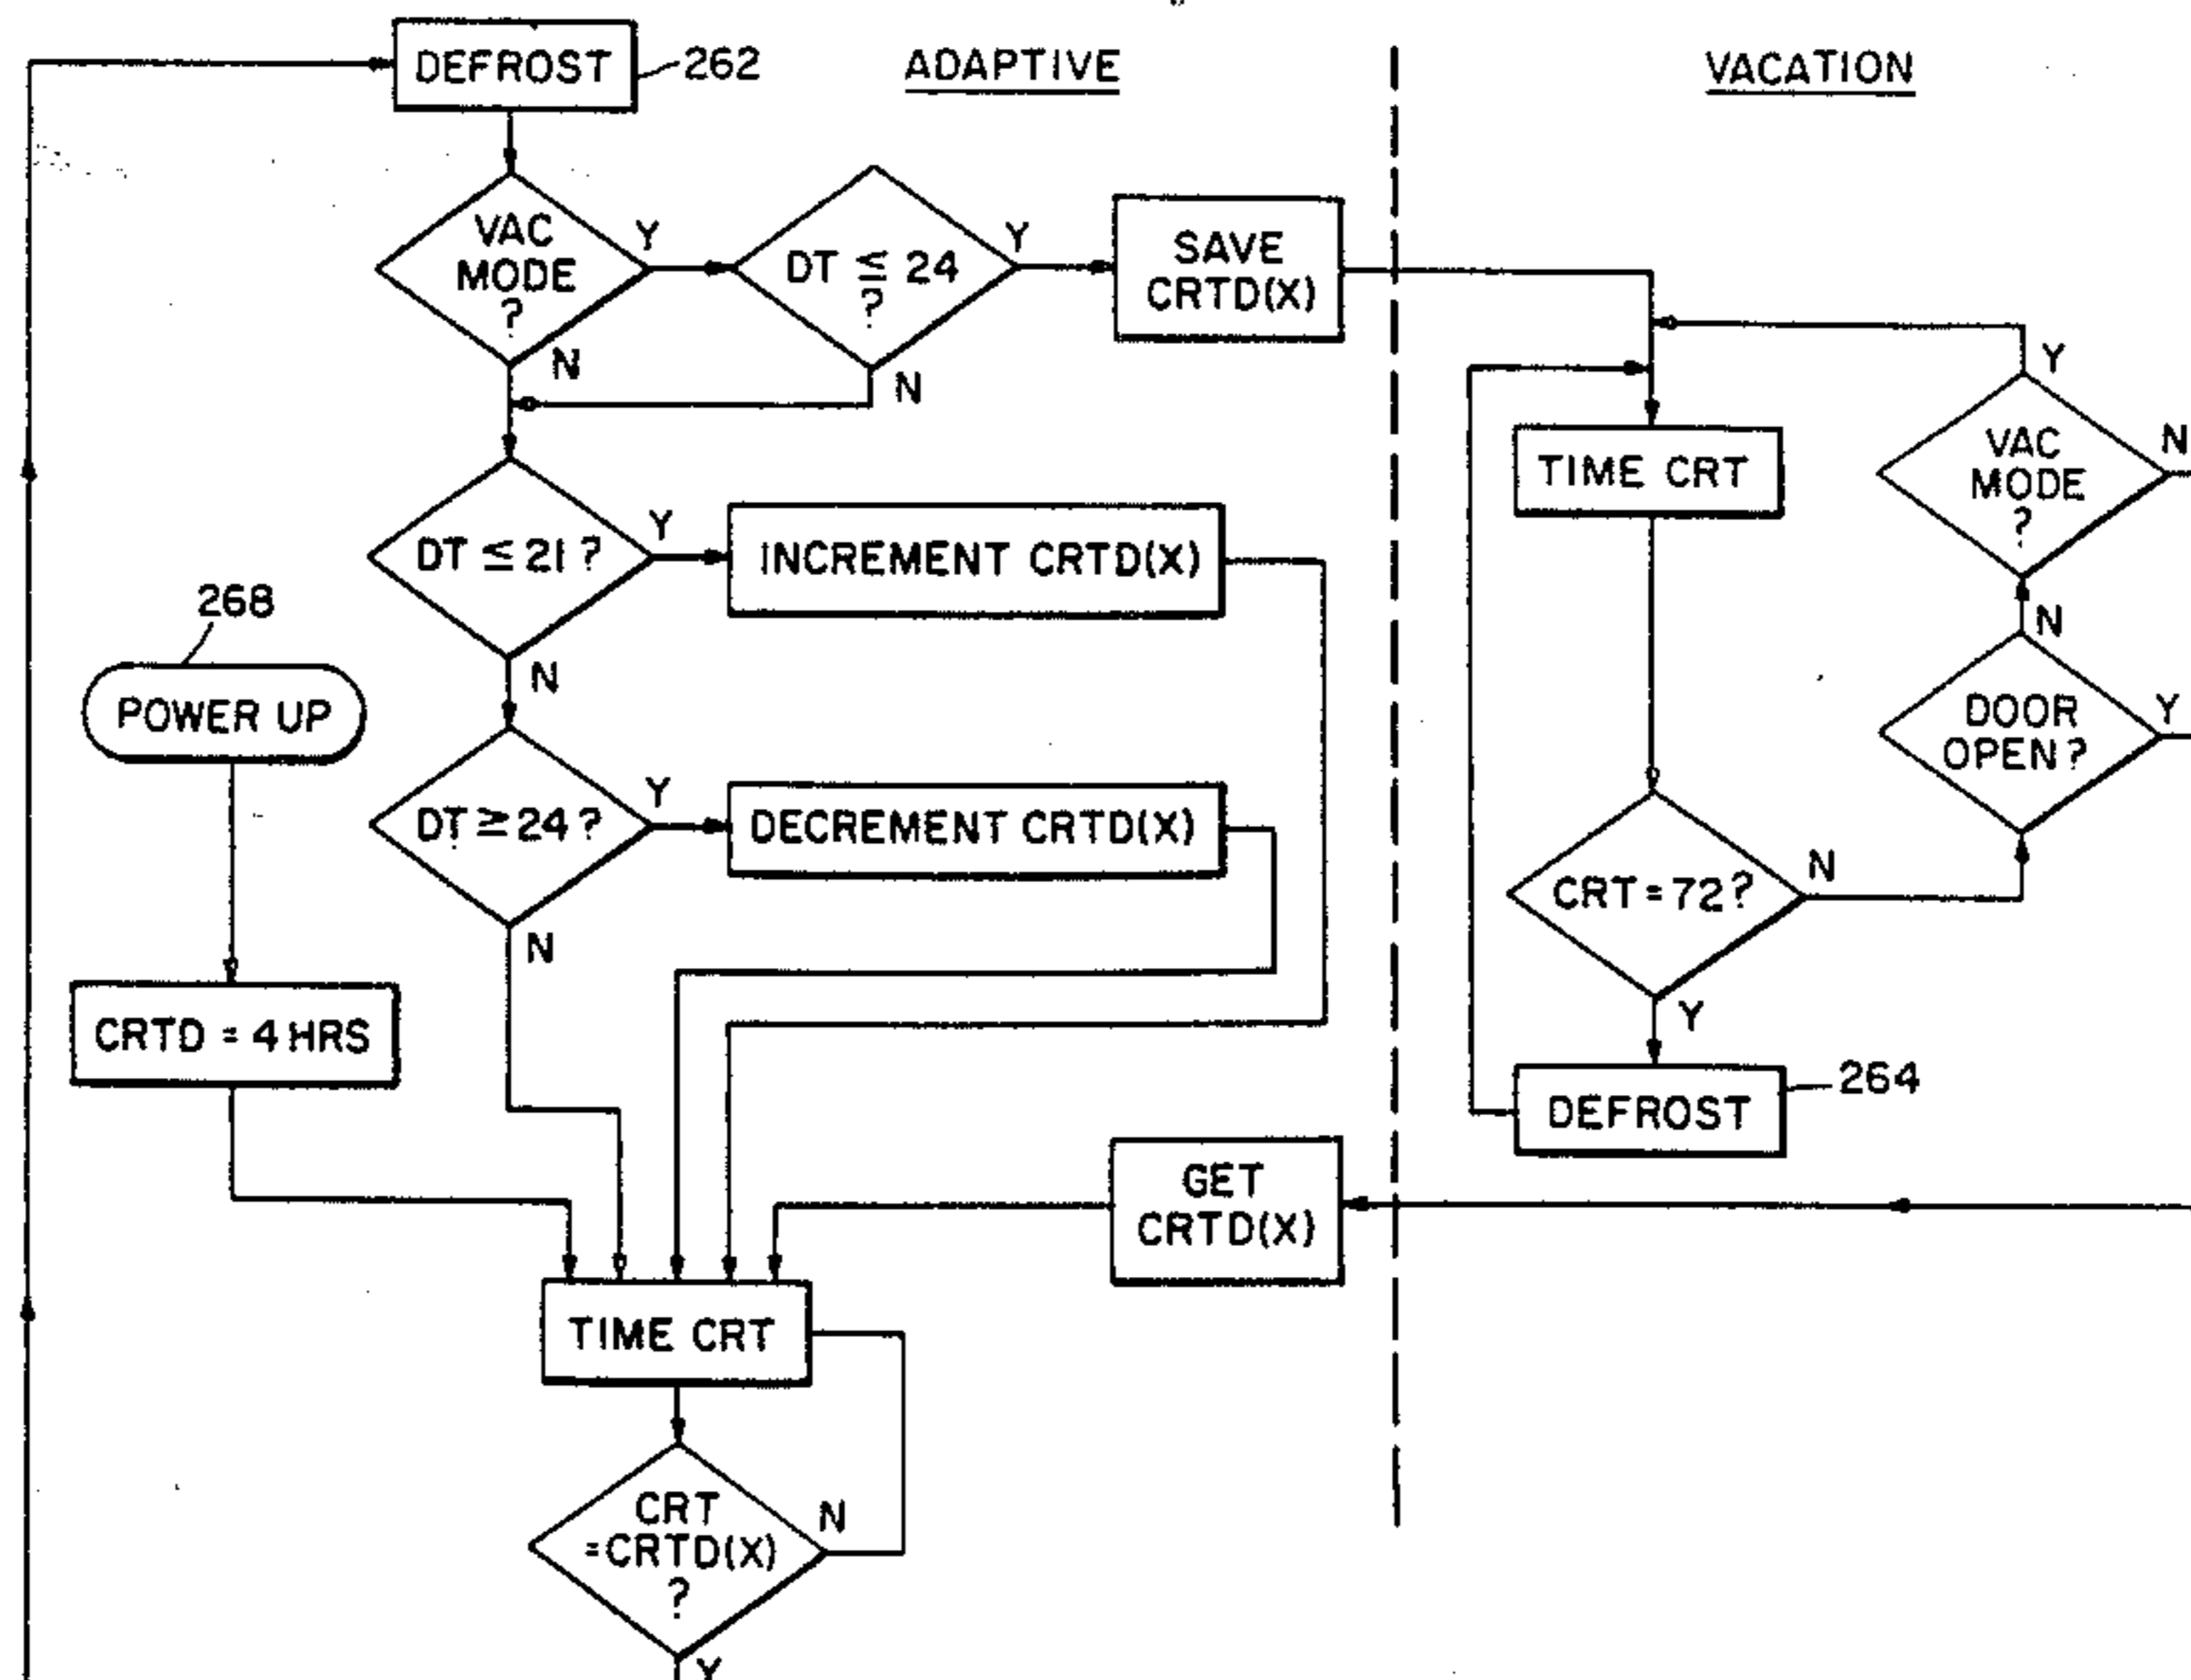 DEFROST
262
ADAPTIVE
VACATION
VAC
MODE
?
Y
N
DT ≤ 24
?
Y
N
SAVE
CRTD(X)
DT ≤ 21 ?
Y
N
INCREMENT CRTD(X)
268
POWER UP
DT ≥ 24 ?
Y
N
DECREMENT CRTD(X)
CRTD = 4 HRS
TIME CRT
VAC
MODE
?
Y
N
DOOR
OPEN?
N
Y
CRT = 72?
N
Y
DEFROST
264
GET
CRTD(X)
TIME CRT
CRT
=CRTD(X)
?
N
Y